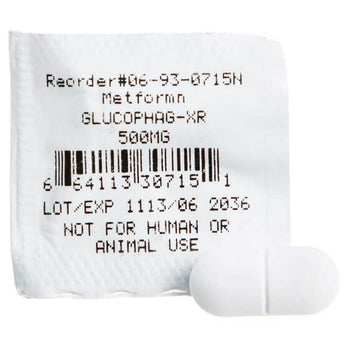 Reorder#06-93-0715N
Metformn
GLUCOPHAG-XR
500MG
6 64113 30715 1
LOT/EXP 1113/06 2036
NOT FOR HUMAN OR
ANIMAL USE